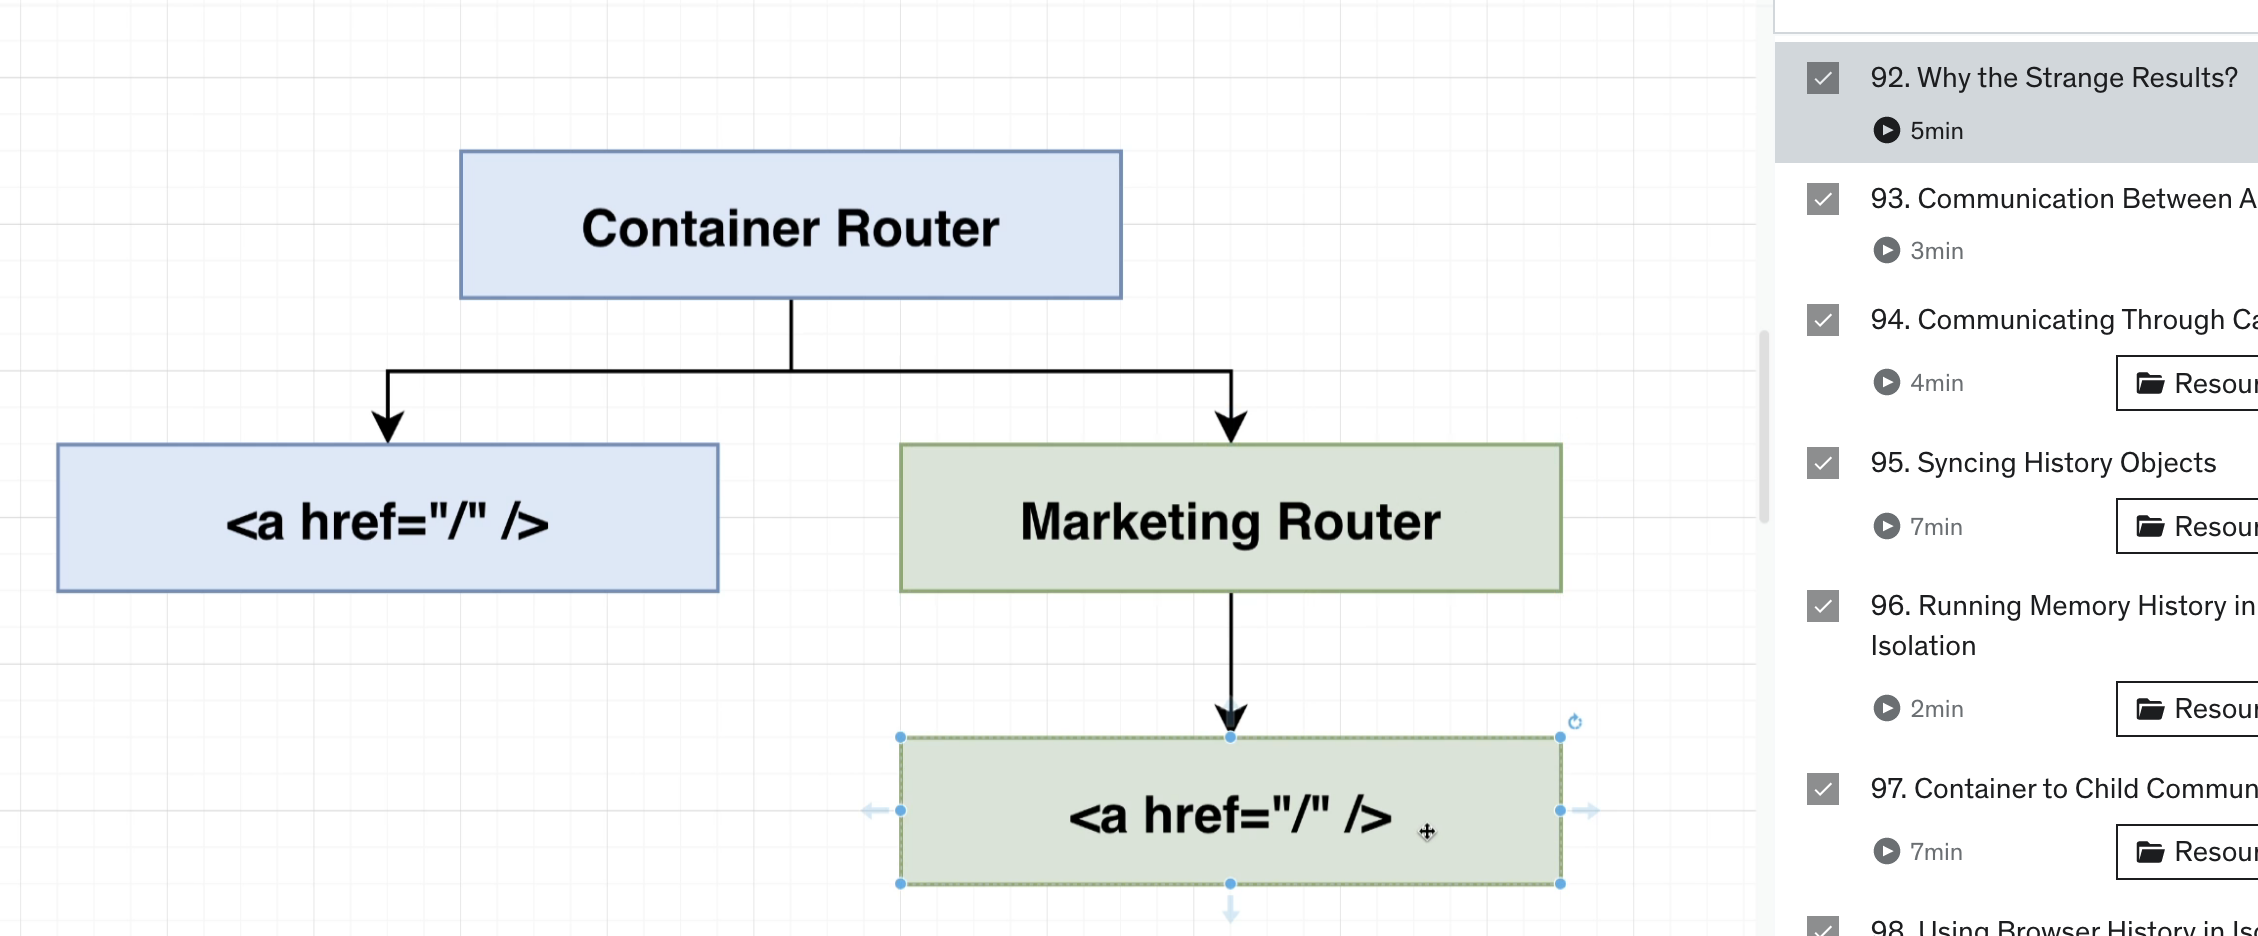 Container Router
<a href="/" />
Marketing Router
<a href="/" />
92. Why the Strange Results?
5min
93. Communication Between A
3min
94. Communicating Through Ca
4min
Resour
95. Syncing History Objects
7min
Resour
96. Running Memory History in
Isolation
2min
Resour
97. Container to Child Commun
7min
Resour
98. Using Browser History in Iso